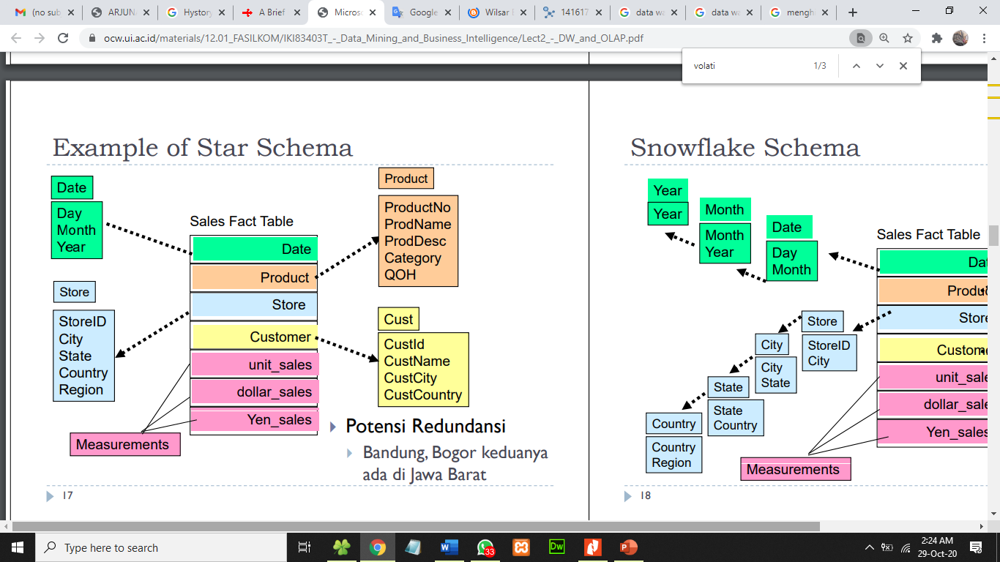 (no sub
ARJUNA
Hystory
A Brief
Microso
Google
Wilsar
141617
data wa
data wa
menghi
ocw.ui.ac.id/materials/12.01_FASILKOM/IKI83403T_-_Data_Mining_and_Business_Intelligence/Lect2_-_DW_and_OLAP.pdf
volati
1/3
Example of Star Schema
Date
Day
Month
Year
Store
StoreID
City
State
Country
Region
Sales Fact Table
Date
Product
Store
Customer
unit_sales
dollar_sales
Yen_sales
Measurements
Product
ProductNo
ProdName
ProdDesc
Category
QOH
Cust
CustId
CustName
CustCity
CustCountry
Potensi Redundansi
Bandung, Bogor keduanya
ada di Jawa Barat
17
Snowflake Schema
Year
Year
Month
Month
Year
Date
Day
Month
Sales Fact Table
Dat
Produc
Store
Custome
unit_sale
dollar_sale
Yen_sales
Store
StoreID
City
City
City
State
State
State
Country
Country
Country
Region
Measurements
18
Type here to search
W
33
Dw
P
2:24 AM
29-Oct-20